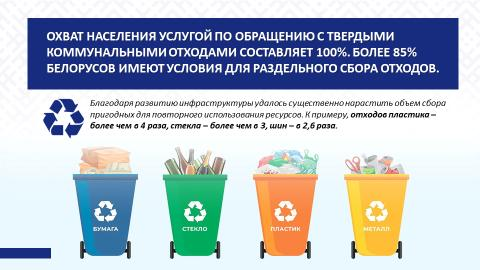 ОХВАТ НАСЕЛЕНИЯ УСЛУГОЙ ПО ОБРАЩЕНИЮ С ТВЕРДЫМИ
КОММУНАЛЬНЫМИ ОТХОДАМИ СОСТАВЛЯЕТ 100%. БОЛЕЕ 85%
БЕЛОРУСОВ ИМЕЮТ УСЛОВИЯ ДЛЯ РАЗДЕЛЬНОГО СБОРА ОТХОДОВ.
Благодаря развитию инфраструктуры удалось существенно нарастить объем сбора
пригодных для повторного использования ресурсов. К примеру, отходов пластика –
более чем в 4 раза, стекла – более чем в 3, шин – в 2,6 раза.
БУМАГА
СТЕКЛО
ПЛАСТИК
МЕТАЛЛ